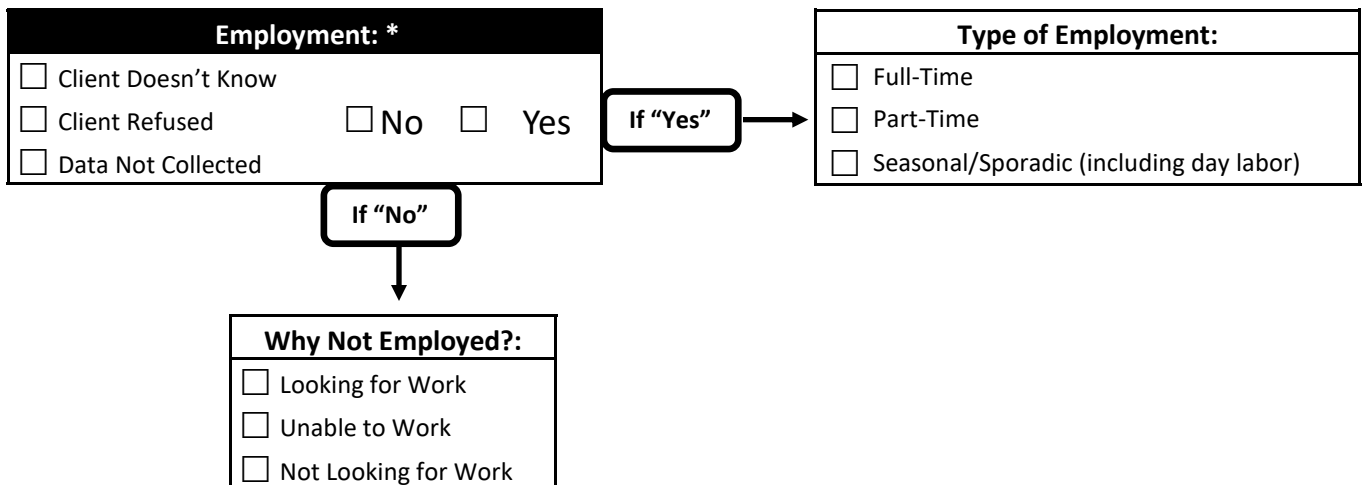 Employment: *
☐ Client Doesn't Know
☐ Client Refused ☐ No ☐ Yes
☐ Data Not Collected
If “Yes”
Type of Employment:
☐ Full-Time
☐ Part-Time
☐ Seasonal/Sporadic (including day labor)
If “No”
Why Not Employed?:
☐ Looking for Work
☐ Unable to Work
☐ Not Looking for Work